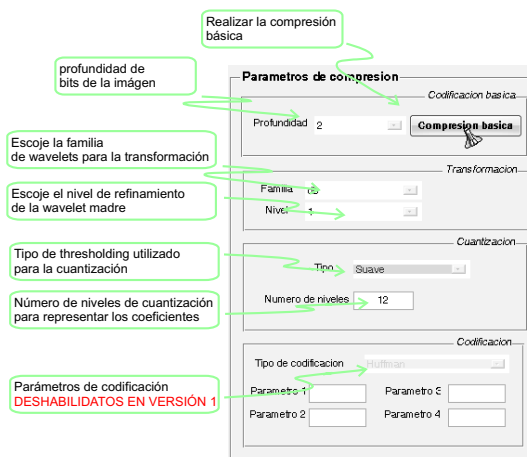 Realizar la compresión
básica
profundidad de
bits de la imágen
Parametros de compresion
Codificacion basica
Profundidad 2
Compresion basica
Escoje la familia
de wavelets para la transformación
Transformacion
Familia
Escoje el nivel de refinamiento
de la wavelet madre
Nivel
Cuantizacion
Tipo de thresholding utilizado
para la cuantización
Tipo Suave
Número de niveles de cuantización
para representar los coeficientes
Numero de niveles 12
Codificacion
Tipo de codificacion Huffman
Parámetros de codificación
DESHABILIDATOS EN VERSIÓN 1
Parametro 1 Parametro 3
Parametro 2 Parametro 4